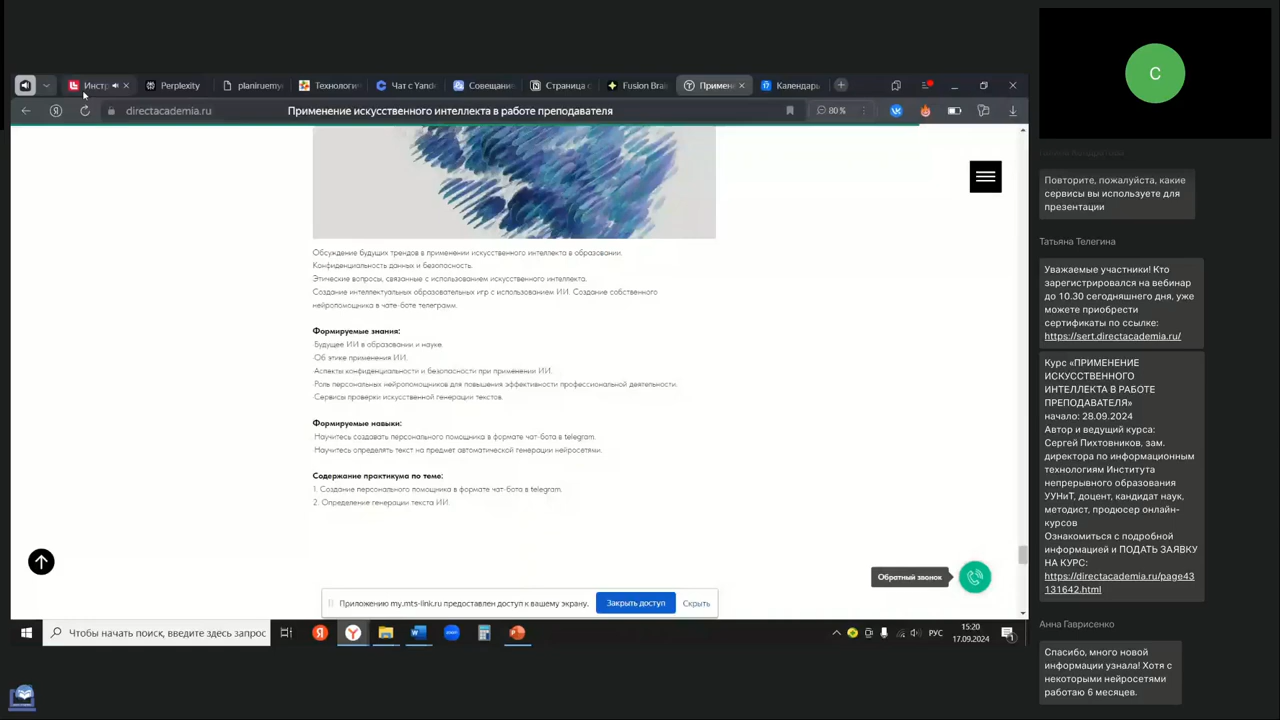 Инстр
Perplexity
planiruemy
Технологи
Чат с Yand
Совещани
Страница с
Fusion Brai
Примен
Календарь
directacademia.ru
Применение искусственного интеллекта в работе преподавателя
80 %
Обсуждение будущих трендов в применении искусственного интеллекта в образовании.
Конфиденциальность данных и безопасность.
Этические вопросы, связанные с использованием искусственного интеллекта.
Создание интеллектуальных образовательных игр с использованием ИИ. Создание собственного
нейропомощника в чате-боте телеграмм.
Формируемые знания:
Будущее ИИ в образовании и науке.
Об этике применения ИИ.
Аспекты конфиденциальности и безопасности при применении ИИ.
Роль персональных нейропомощников для повышения эффективности профессиональной деятельности.
Сервисы проверки искусственной генерации текстов.
Формируемые навыки:
Научитесь создавать персонального помощника в формате чат-бота в telegram.
Научитесь определять текст на предмет автоматической генерации нейросетями.
Содержание практикума по теме:
1. Создание персонального помощника в формате чат-бота в telegram.
2. Определение генерации текста ИИ.
Обратный звонок
Приложению my.mts-link.ru предоставлен доступ к вашему экрану.
Закрыть доступ
Скрыть
Чтобы начать поиск, введите здесь запрос
РУС
15:20
17.09.2024
С
Повторите, пожалуйста, какие
сервисы вы используете для
презентации
Татьяна Телегина
Уважаемые участники! Кто
зарегистрировался на вебинар
до 10.30 сегодняшнего дня, уже
можете приобрести
сертификаты по ссылке:
https://sert.directacademia.ru/
Курс «ПРИМЕНЕНИЕ
ИСКУССТВЕННОГО
ИНТЕЛЛЕКТА В РАБОТЕ
ПРЕПОДАВАТЕЛЯ»
начало: 28.09.2024
Автор и ведущий курса:
Сергей Пихтовников, зам.
директора по информационным
технологиям Института
непрерывного образования
УУНиТ, доцент, кандидат наук,
методист, продюсер онлайн-
курсов
Ознакомиться с подробной
информацией и ПОДАТЬ ЗАЯВКУ
НА КУРС:
https://directacademia.ru/page43
131642.html
Анна Гаврисенко
Спасибо, много новой
информации узнала! Хотя с
некоторыми нейросетями
работаю 6 месяцев.